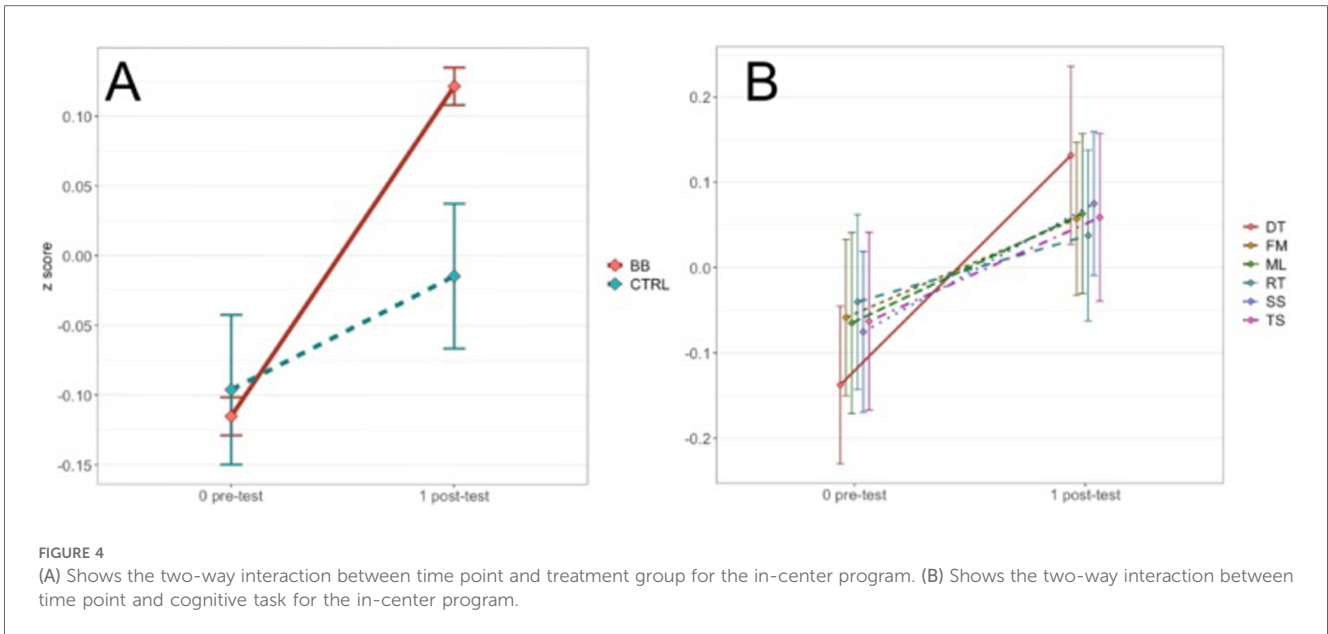 A
B
0.10
0.05
0.00
-0.05
-0.10
-0.15
z score
0 pre-test
1 post-test
BB
CTRL
0.2
0.1
0.0
-0.1
-0.2
0 pre-test
1 post-test
DT
FM
ML
RT
SS
TS
FIGURE 4
(A) Shows the two-way interaction between time point and treatment group for the in-center program. (B) Shows the two-way interaction between
time point and cognitive task for the in-center program.